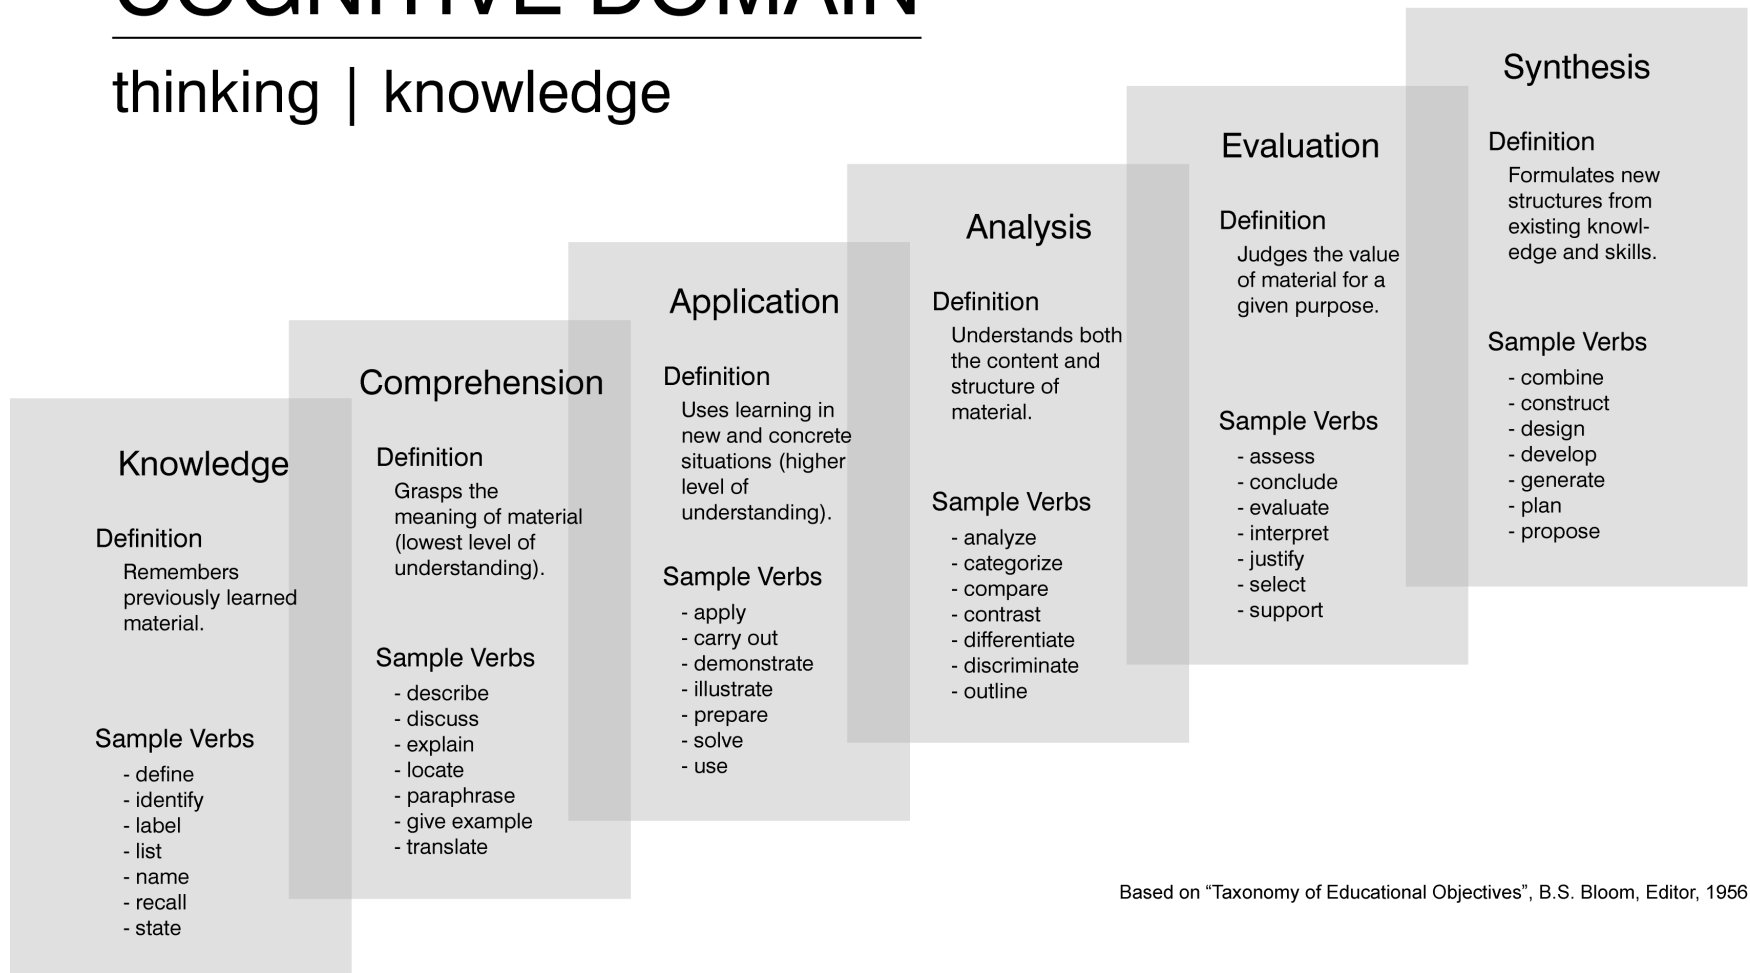 COGNITIVE DOMAIN
thinking | knowledge
Knowledge
Definition
Remembers
previously learned
material.
Sample Verbs
- define
- identify
- label
- list
- name
- recall
- state
Comprehension
Definition
Grasps the
meaning of material
(lowest level of
understanding).
Sample Verbs
- describe
- discuss
- explain
- locate
- paraphrase
- give example
- translate
Application
Definition
Uses learning in
new and concrete
situations (higher
level of
understanding).
Sample Verbs
- apply
- carry out
- demonstrate
- illustrate
- prepare
- solve
- use
Analysis
Definition
Understands both
the content and
structure of
material.
Sample Verbs
- analyze
- categorize
- compare
- contrast
- differentiate
- discriminate
- outline
Evaluation
Definition
Judges the value
of material for a
given purpose.
Sample Verbs
- assess
- conclude
- evaluate
- interpret
- justify
- select
- support
Synthesis
Definition
Formulates new
structures from
existing knowl-
edge and skills.
Sample Verbs
- combine
- construct
- design
- develop
- generate
- plan
- propose
Based on “Taxonomy of Educational Objectives”, B.S. Bloom, Editor, 1956